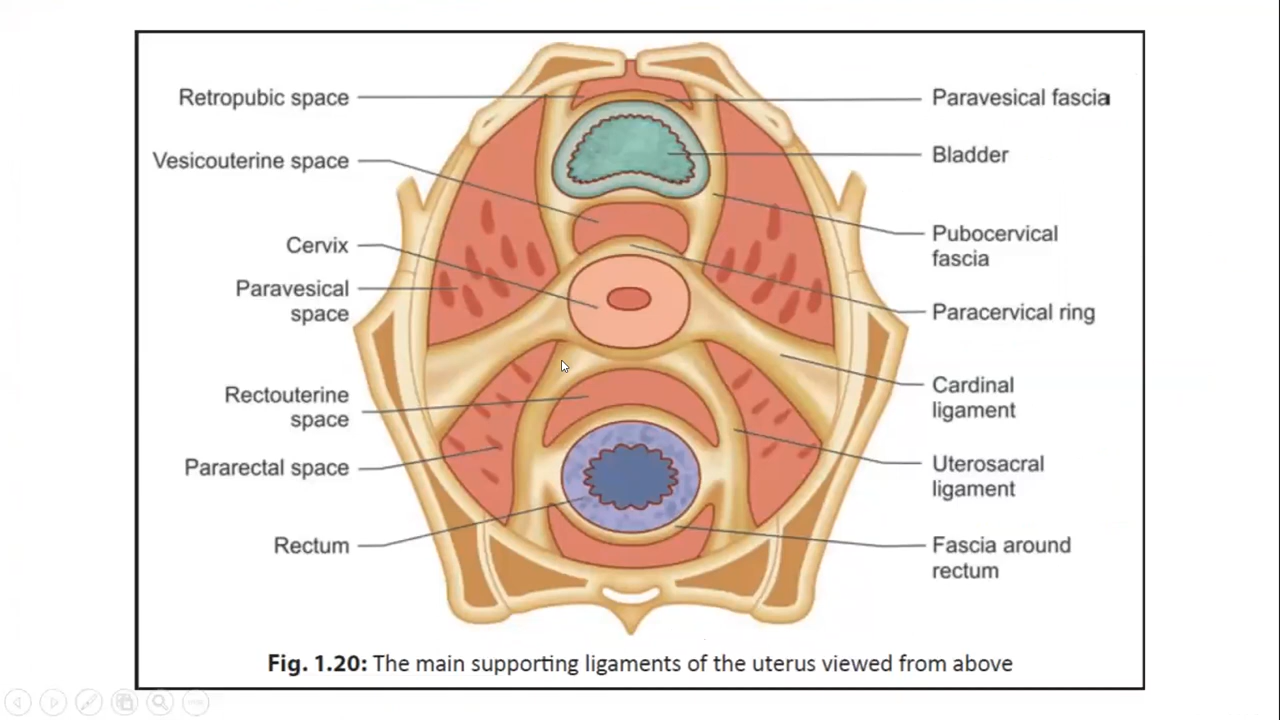 Retropubic space
Vesicouterine space
Cervix
Paravesical
space
Rectouterine
space
Pararectal space
Rectum
Paravesical fascia
Bladder
Pubocervical
fascia
Paracervical ring
Cardinal
ligament
Uterosacral
ligament
Fascia around
rectum
Fig. 1.20: The main supporting ligaments of the uterus viewed from above